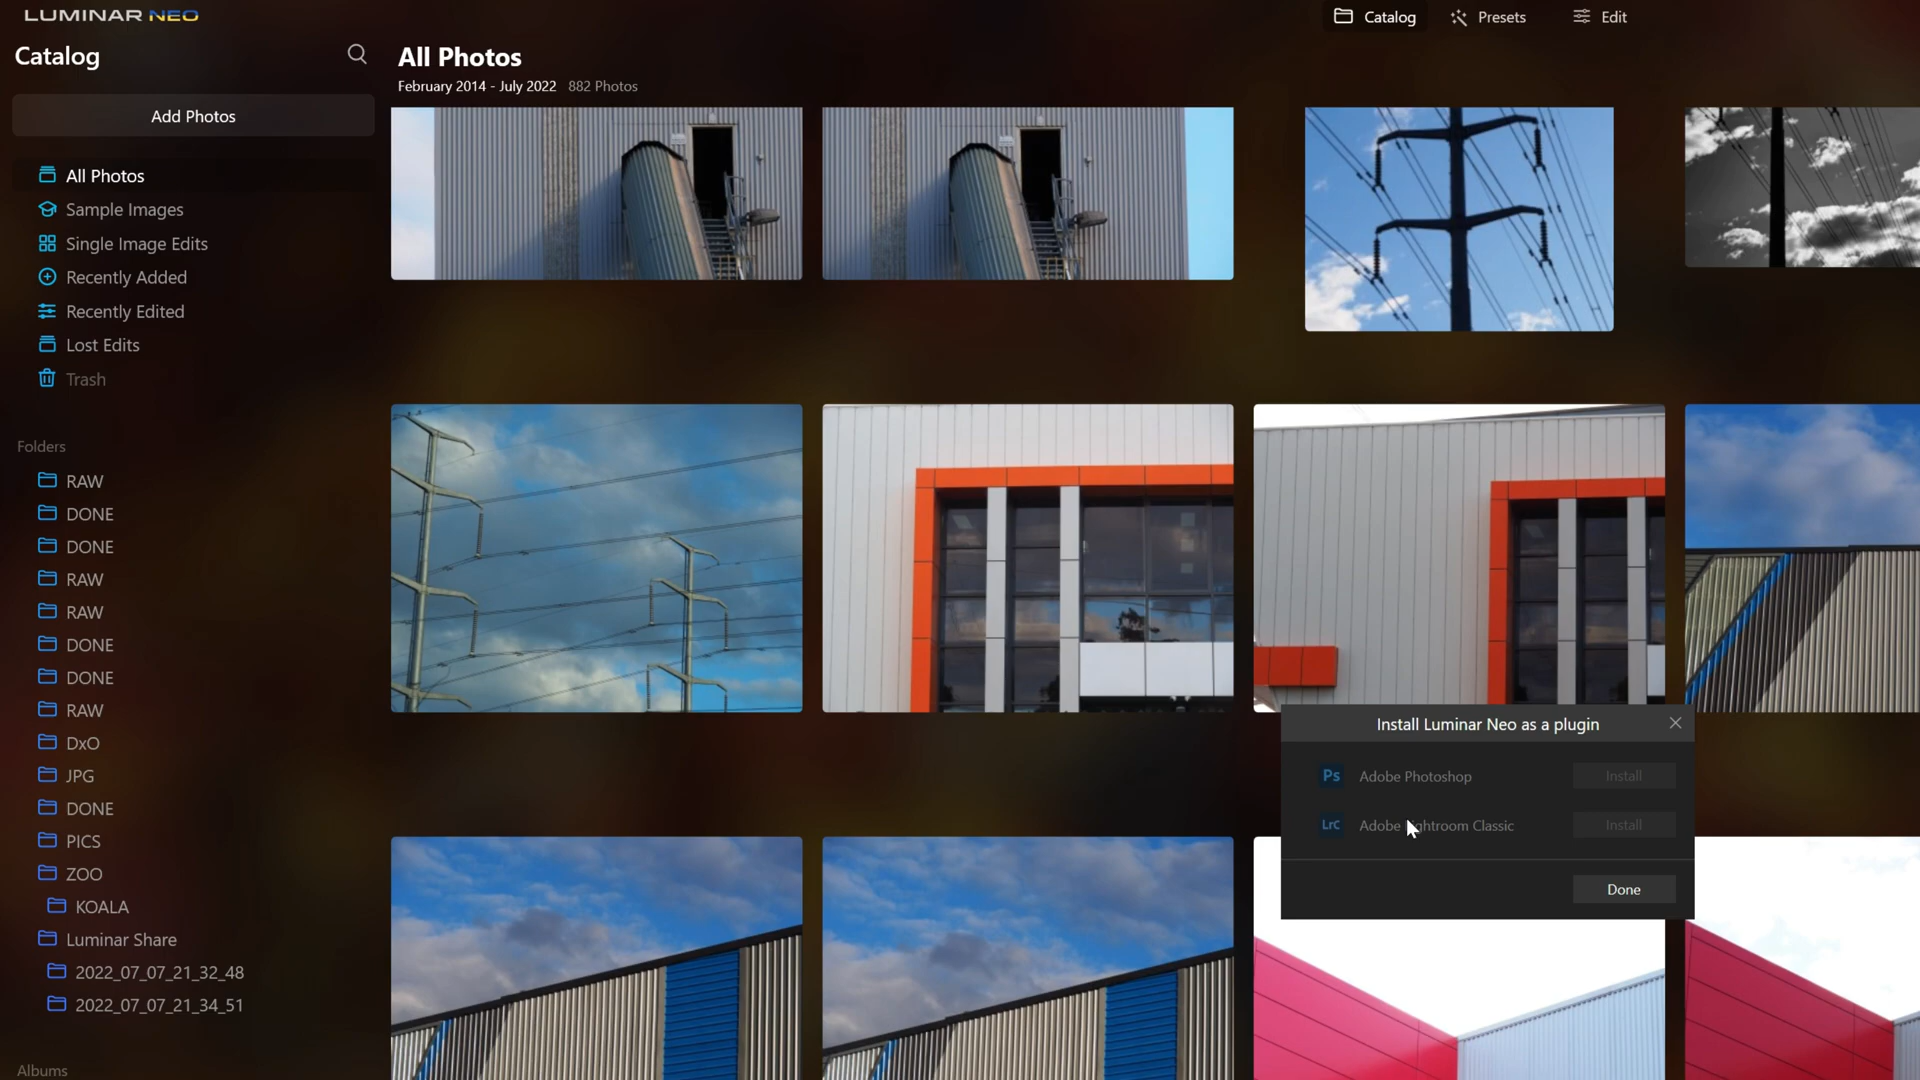 LUMINAR NEO
Catalog
Presets
Edit
Catalog
All Photos
February 2014 - July 2022 882 Photos
Add Photos
All Photos
Sample Images
Single Image Edits
Recently Added
Recently Edited
Lost Edits
Trash
Folders
RAW
DONE
DONE
RAW
RAW
DONE
DONE
RAW
DxO
JPG
DONE
PICS
ZOO
KOALA
Luminar Share
2022_07_07_21_32_48
2022_07_07_21_34_51
Albums
Install Luminar Neo as a plugin
Ps Adobe Photoshop Install
LrC Adobe Lightroom Classic Install
Done